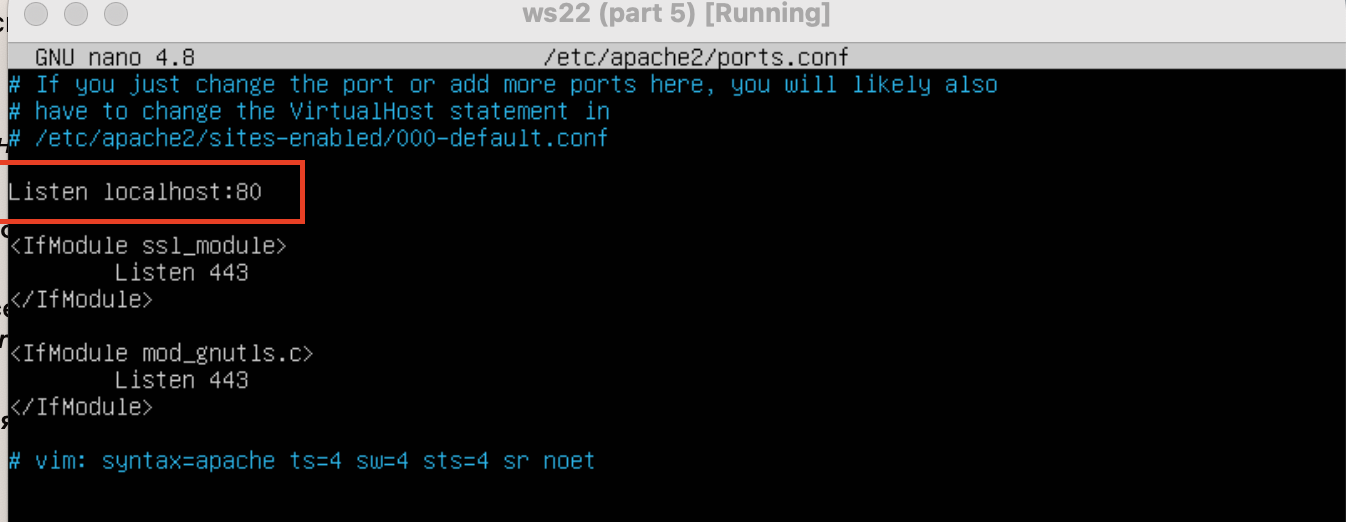 ws22 (part 5) [Running]
GNU nano 4.8 /etc/apache2/ports.conf
# If you just change the port or add more ports here, you will likely also
# have to change the VirtualHost statement in
# /etc/apache2/sites-enabled/000-default.conf
Listen localhost:80
<IfModule ssl_module>
Listen 443
</IfModule>
<IfModule mod_gnutls.c>
Listen 443
</IfModule>
# vim: syntax=apache ts=4 sw=4 sts=4 sr noet